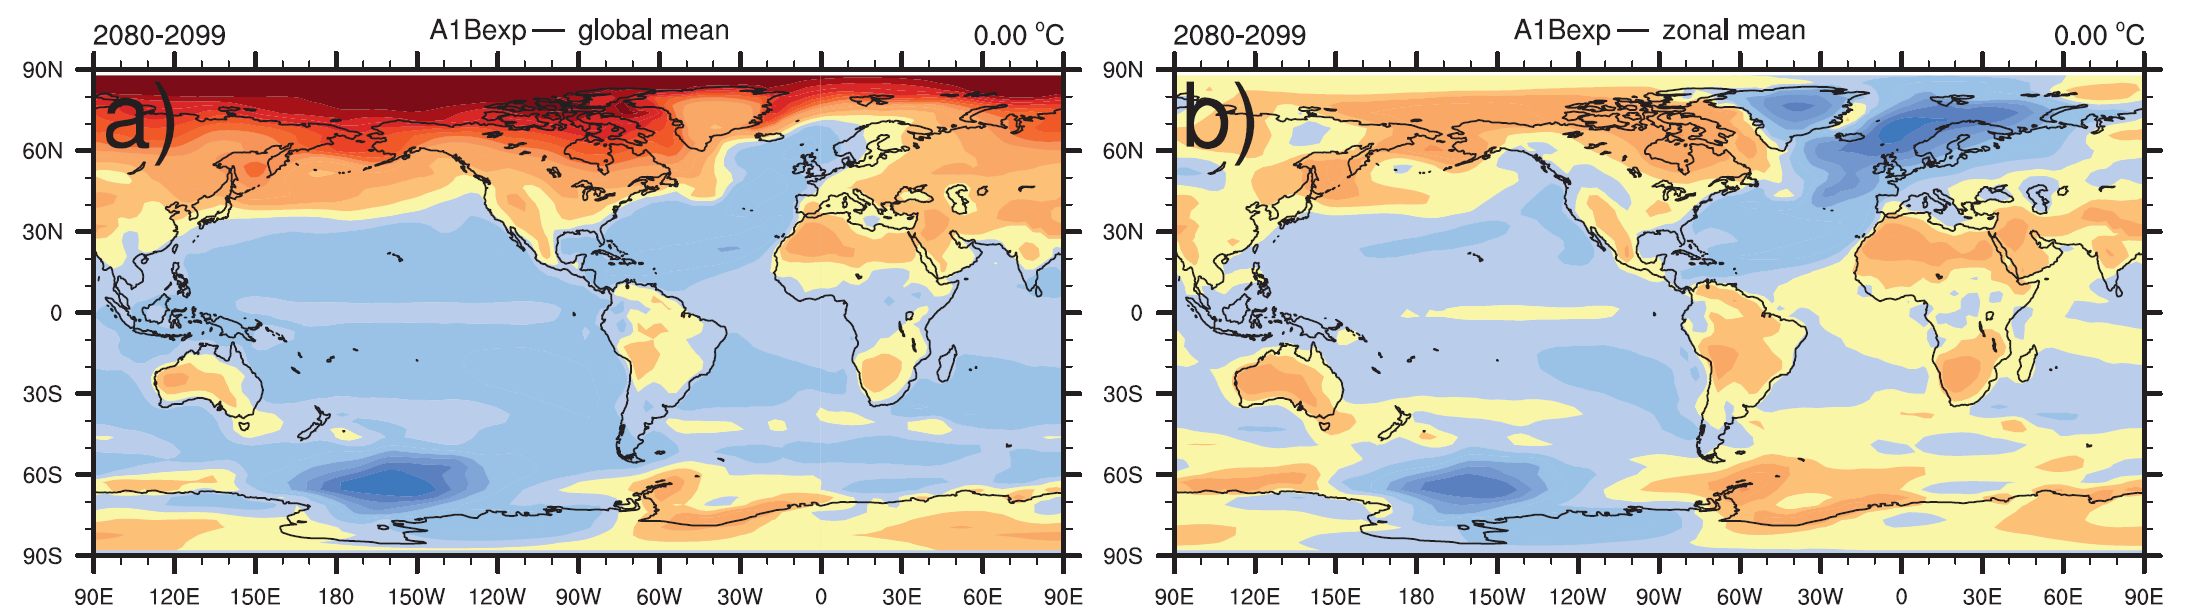 2080-2099 A1Bexp — global mean 0.00 °C
a)
90N
60N
30N
0
30S
60S
90S
90E 120E 150E 180 150W 120W 90W 60W 30W 0 30E 60E 90E
2080-2099 A1Bexp — zonal mean 0.00 °C
b)
90N
60N
30N
0
30S
60S
90S
90E 120E 150E 180 150W 120W 90W 60W 30W 0 30E 60E 90E